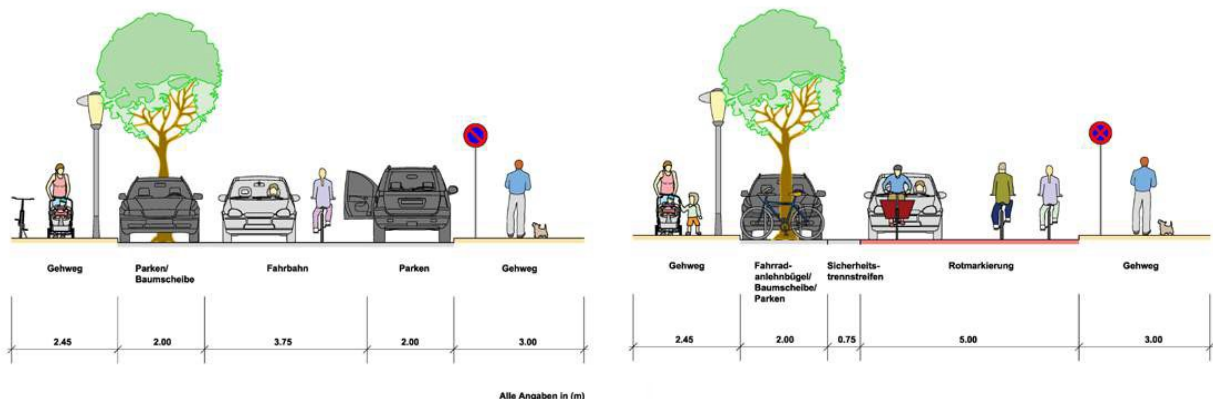 Gehweg
Parken/
Baumscheibe
Fahrbahn
Parken
Gehweg
2.45
2.00
3.75
2.00
3.00
Alle Angaben in (m)
Gehweg
Fahrrad-
anlehnbügel/
Baumscheibe/
Parken
Sicherheits-
trennstreifen
Rotmarkierung
Gehweg
2.45
2.00
0.75
5.00
3.00